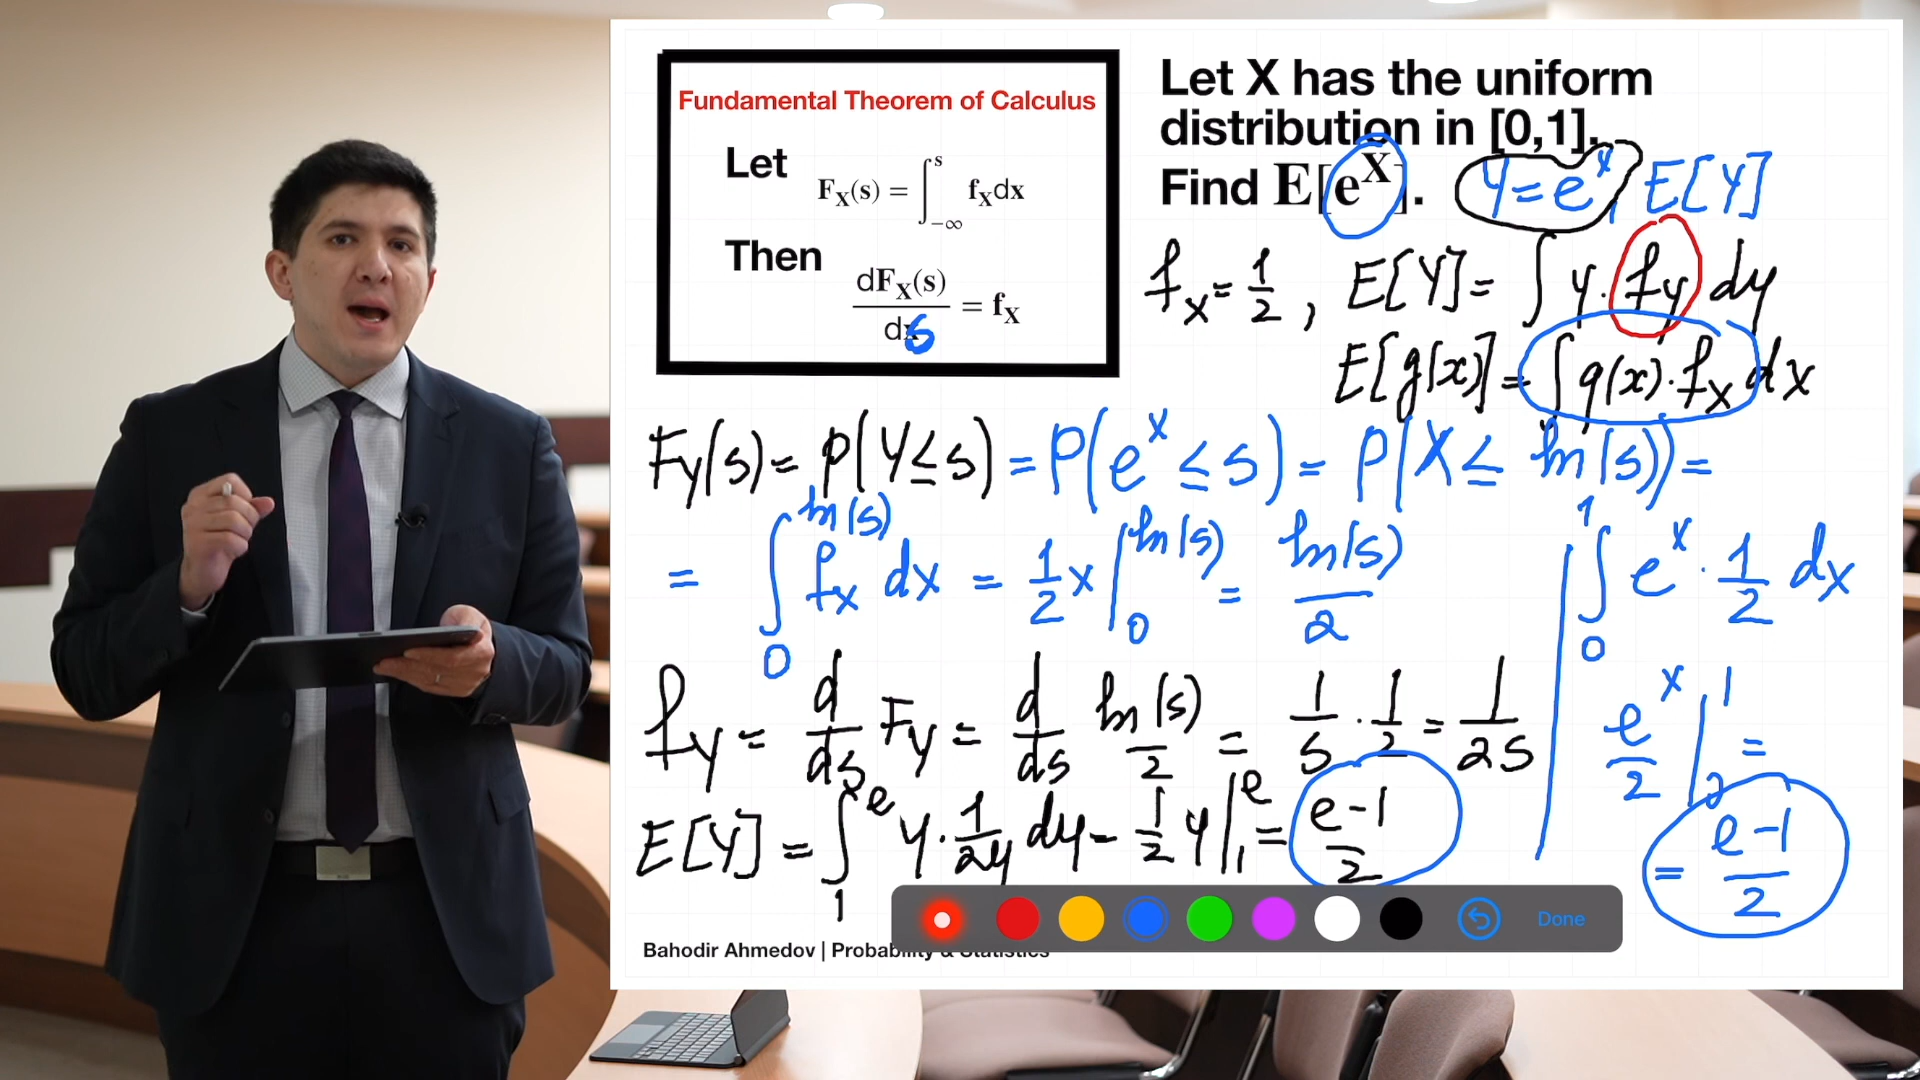 Fundamental Theorem of Calculus
Let F_X(s) = ∫_{-∞}^{s} f_X dx
Then dF_X(s)/dx s = f_X
Let X has the uniform
distribution in [0,1].
Find E[e^X]. Y=e^x, E[Y]
f_X = 1/2, E[Y] = ∫ y·f_y dy
E[g(x)] = ∫ g(x)·f_X dx
F_Y(s) = P(Y≤s) = P(e^x ≤ s) = P(X ≤ ln(s)) =
= ∫_0^{ln(s)} f_X dx = 1/2 x |_0^{ln(s)} = ln(s)/2
f_Y = d/ds F_Y = d/ds ln(s)/2 = 1/s · 1/2 = 1/2s
E[Y] = ∫_1^e y · 1/2y dy = 1/2 y |_1^e = e-1/2
∫_0^1 e^x · 1/2 dx
e^x/2 |_0^1 =
= e-1/2
Done
Bahodir Ahmedov | Probability & Statistics